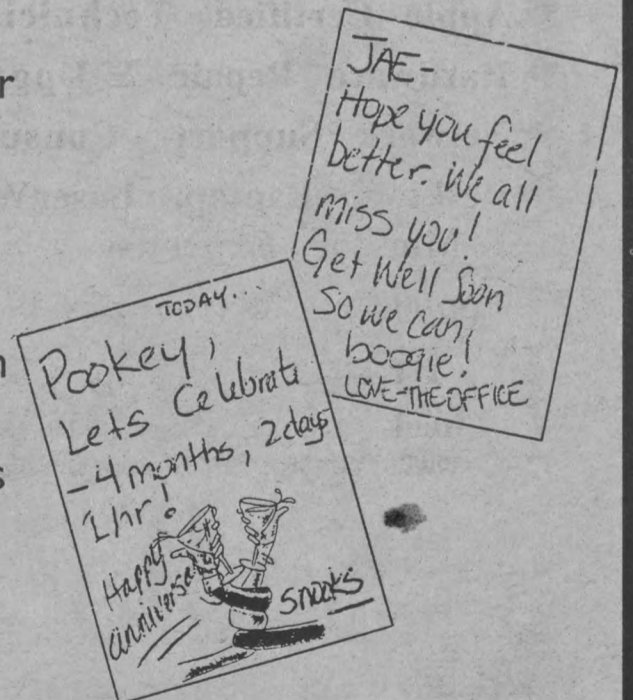 JAE-
Hope you feel
better. We all
miss you!
Get Well Soon
So we can
boogie!
LOVE-THE OFFICE
TODAY...
Pookey,
Lets Celebrate
-4 months, 2 days
1 hr!
Happy
anniversary
snooks